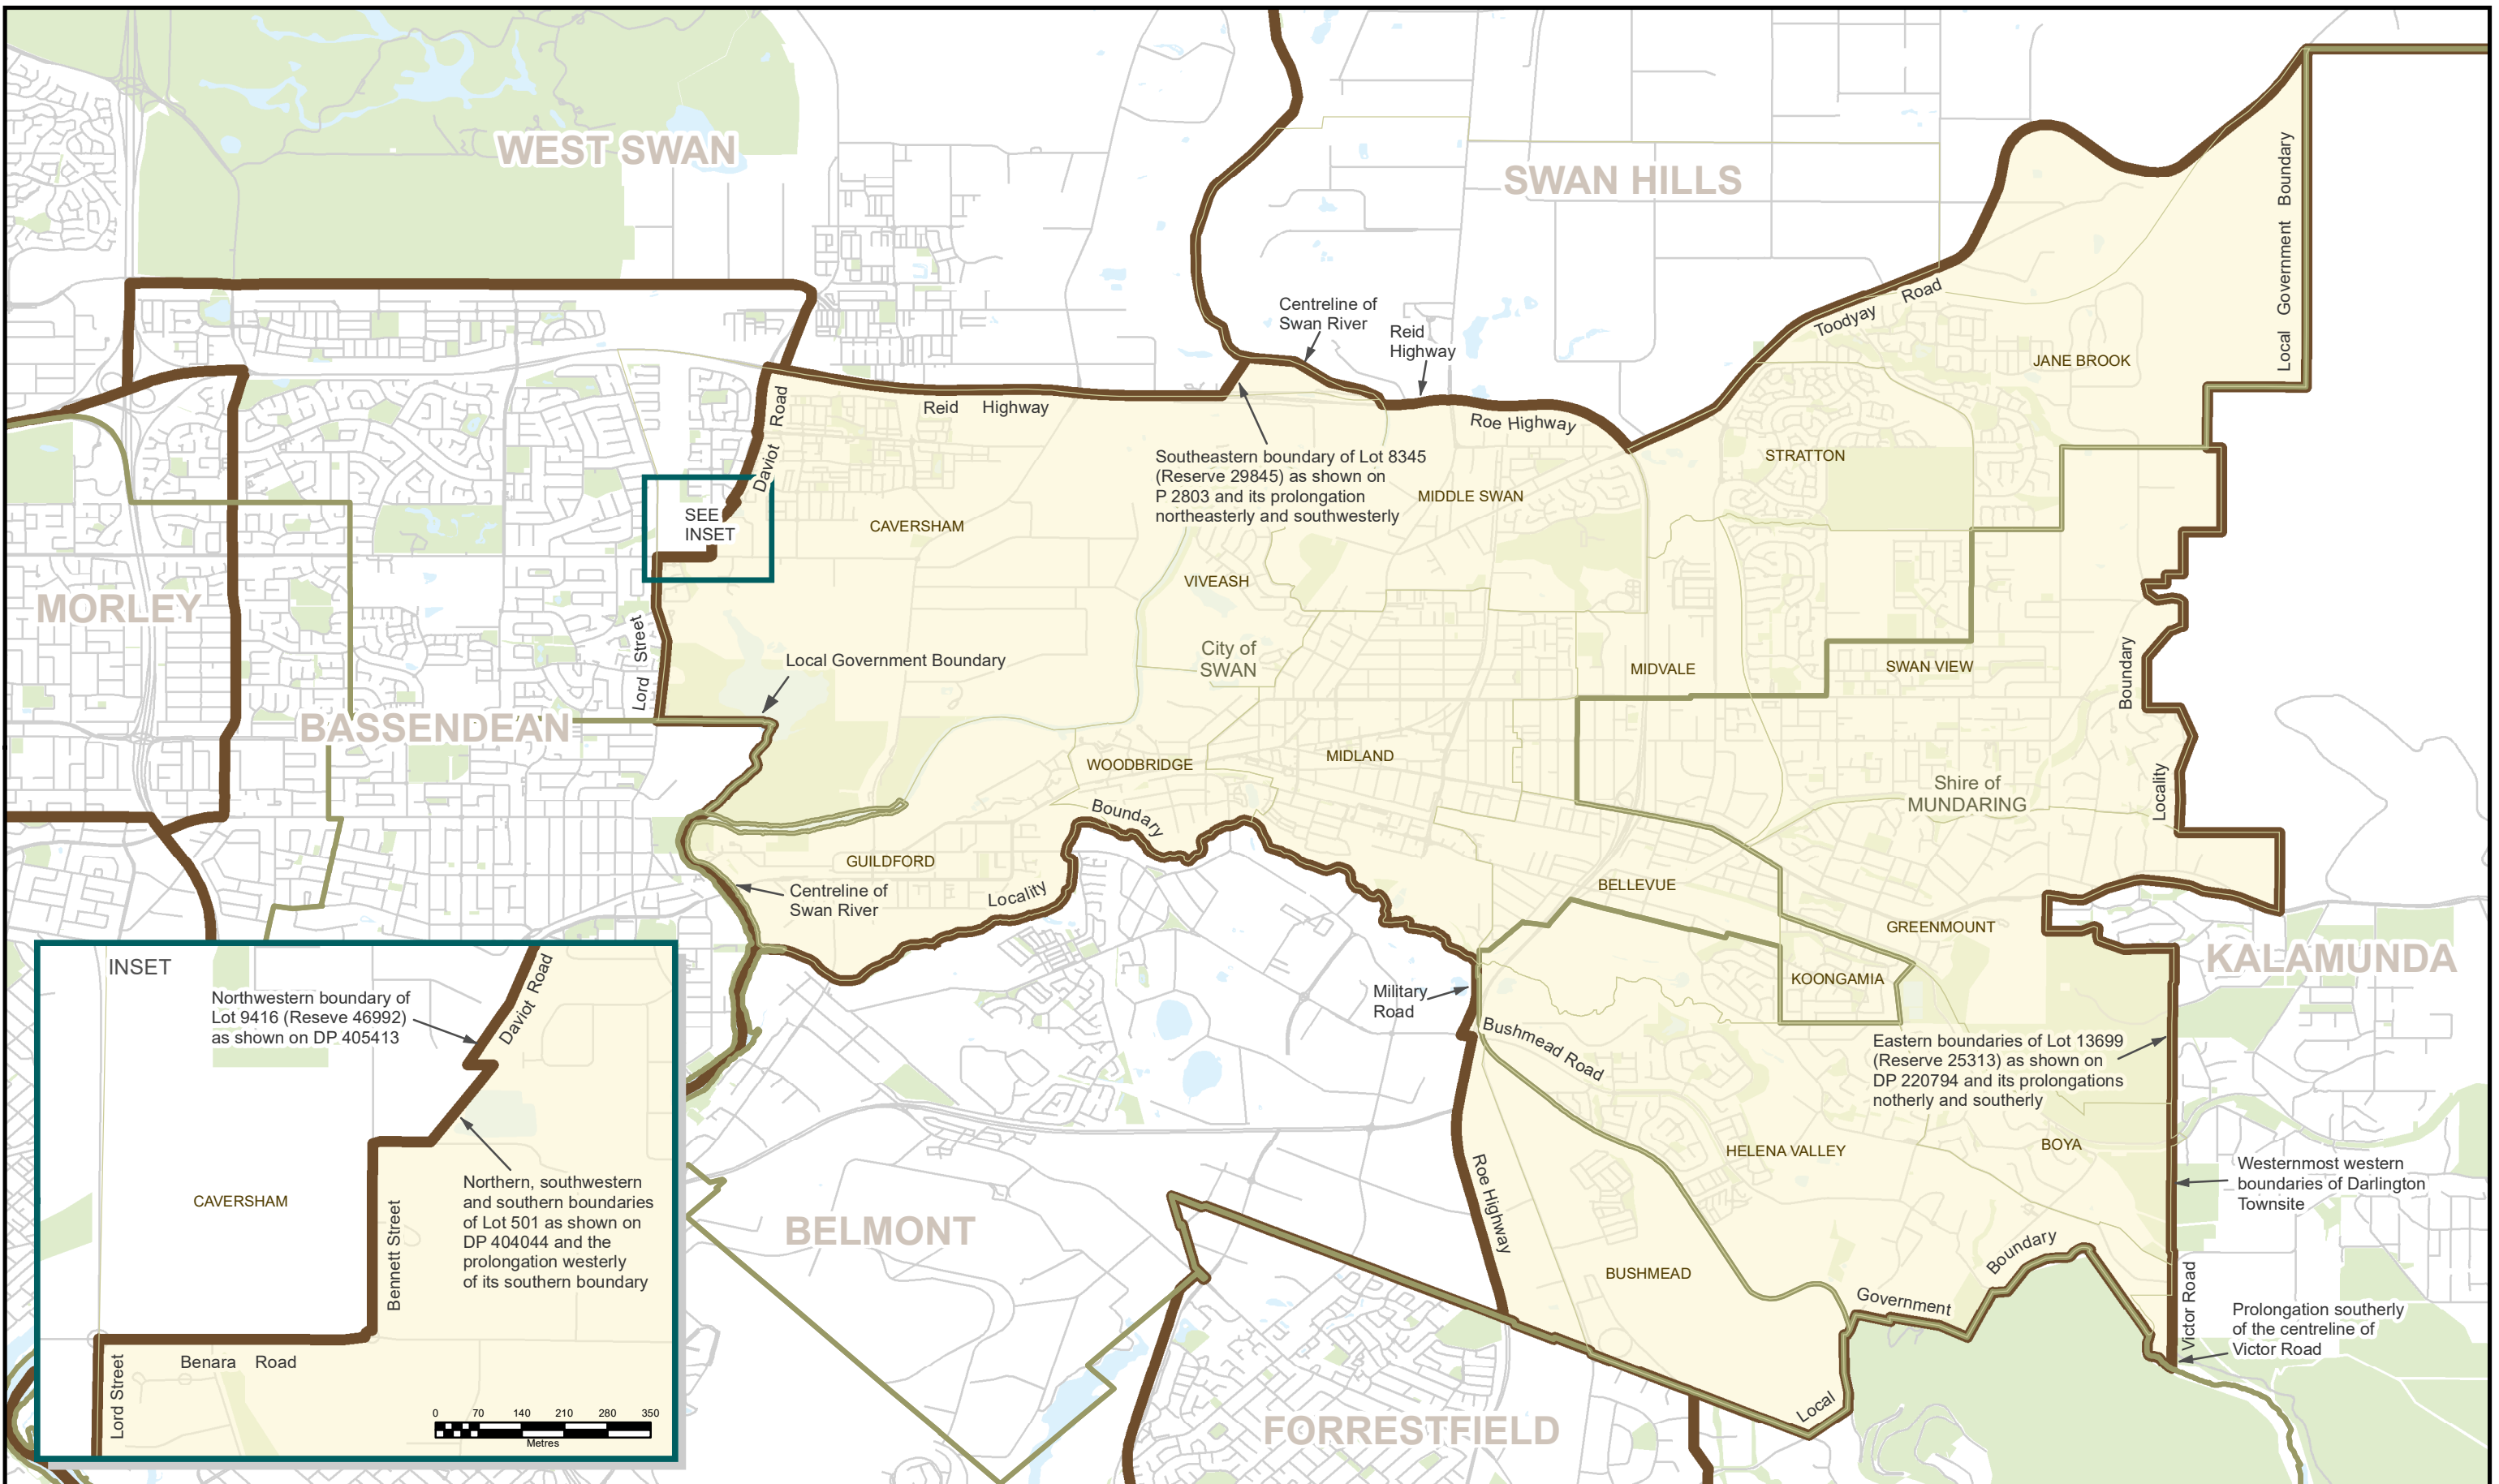 WEST SWAN
SWAN HILLS
Local Government Boundary
Centreline of
Swan River
Reid
Highway
Toodyay Road
JANE BROOK
Daviot Road
Reid Highway
Roe Highway
Southeastern boundary of Lot 8345
(Reserve 29845) as shown on
P 2803 and its prolongation
northeasterly and southwesterly
STRATTON
MIDDLE SWAN
SEE
INSET
CAVERSHAM
VIVEASH
MORLEY
Lord Street
City of
SWAN
Local Government Boundary
MIDVALE
SWAN VIEW
Boundary
BASSENDEAN
WOODBRIDGE
MIDLAND
Shire of
MUNDARING
Locality
Boundary
GUILDFORD
Centreline of
Swan River
Locality
BELLEVUE
GREENMOUNT
KALAMUNDA
KOONGAMIA
Military
Road
Bushmead Road
Eastern boundaries of Lot 13699
(Reserve 25313) as shown on
DP 220794 and its prolongations
notherly and southerly
HELENA VALLEY
BOYA
Westernmost western
boundaries of Darlington
Townsite
Roe Highway
BELMONT
BUSHMEAD
Boundary
Government
Victor Road
Prolongation southerly
of the centreline of
Victor Road
Local
FORRESTFIELD
INSET
Northwestern boundary of
Lot 9416 (Reseve 46992)
as shown on DP 405413
Daviot Road
CAVERSHAM
Bennett Street
Northern, southwestern
and southern boundaries
of Lot 501 as shown on
DP 404044 and the
prolongation westerly
of its southern boundary
Benara Road
Lord Street
0 70 140 210 280 350
Metres